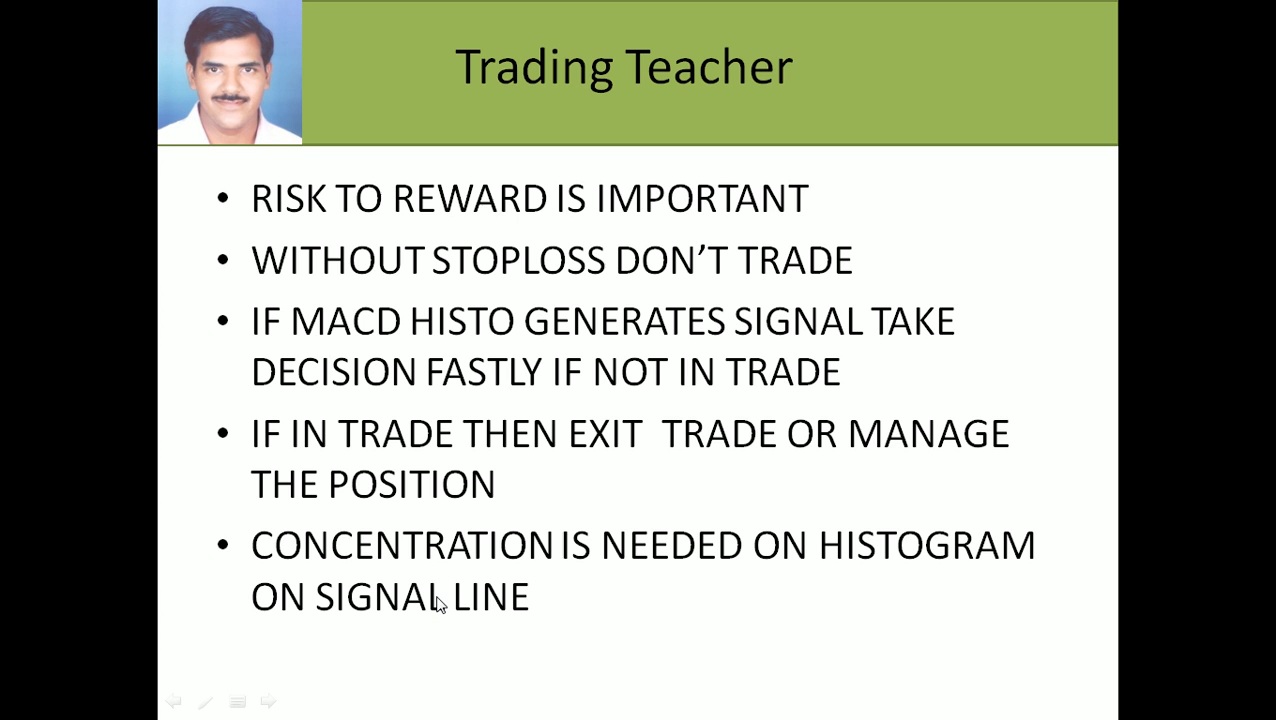 Trading Teacher
• RISK TO REWARD IS IMPORTANT
• WITHOUT STOPLOSS DON’T TRADE
• IF MACD HISTO GENERATES SIGNAL TAKE
DECISION FASTLY IF NOT IN TRADE
• IF IN TRADE THEN EXIT  TRADE OR MANAGE
THE POSITION
• CONCENTRATION IS NEEDED ON HISTOGRAM
ON SIGNAL LINE